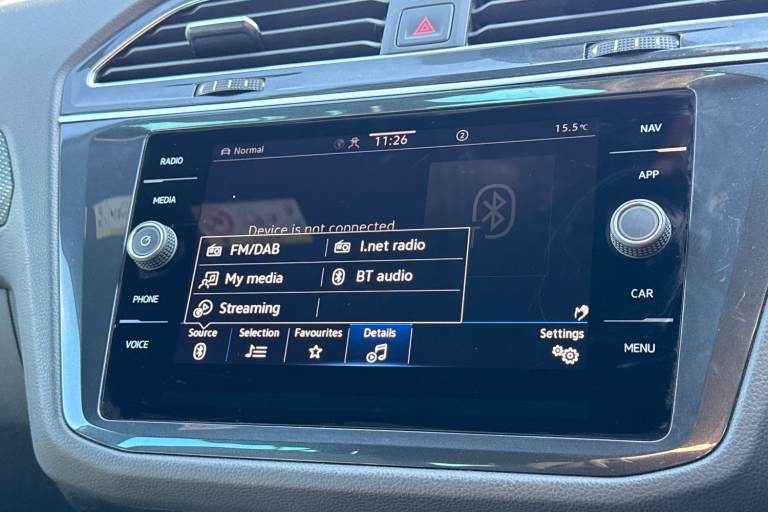 RADIO
MEDIA
PHONE
VOICE
Normal
11:26
2
15.5°C
Device is not connected
FM/DAB
I.net radio
My media
BT audio
Streaming
Source
Selection
Favourites
Details
Settings
NAV
APP
CAR
MENU